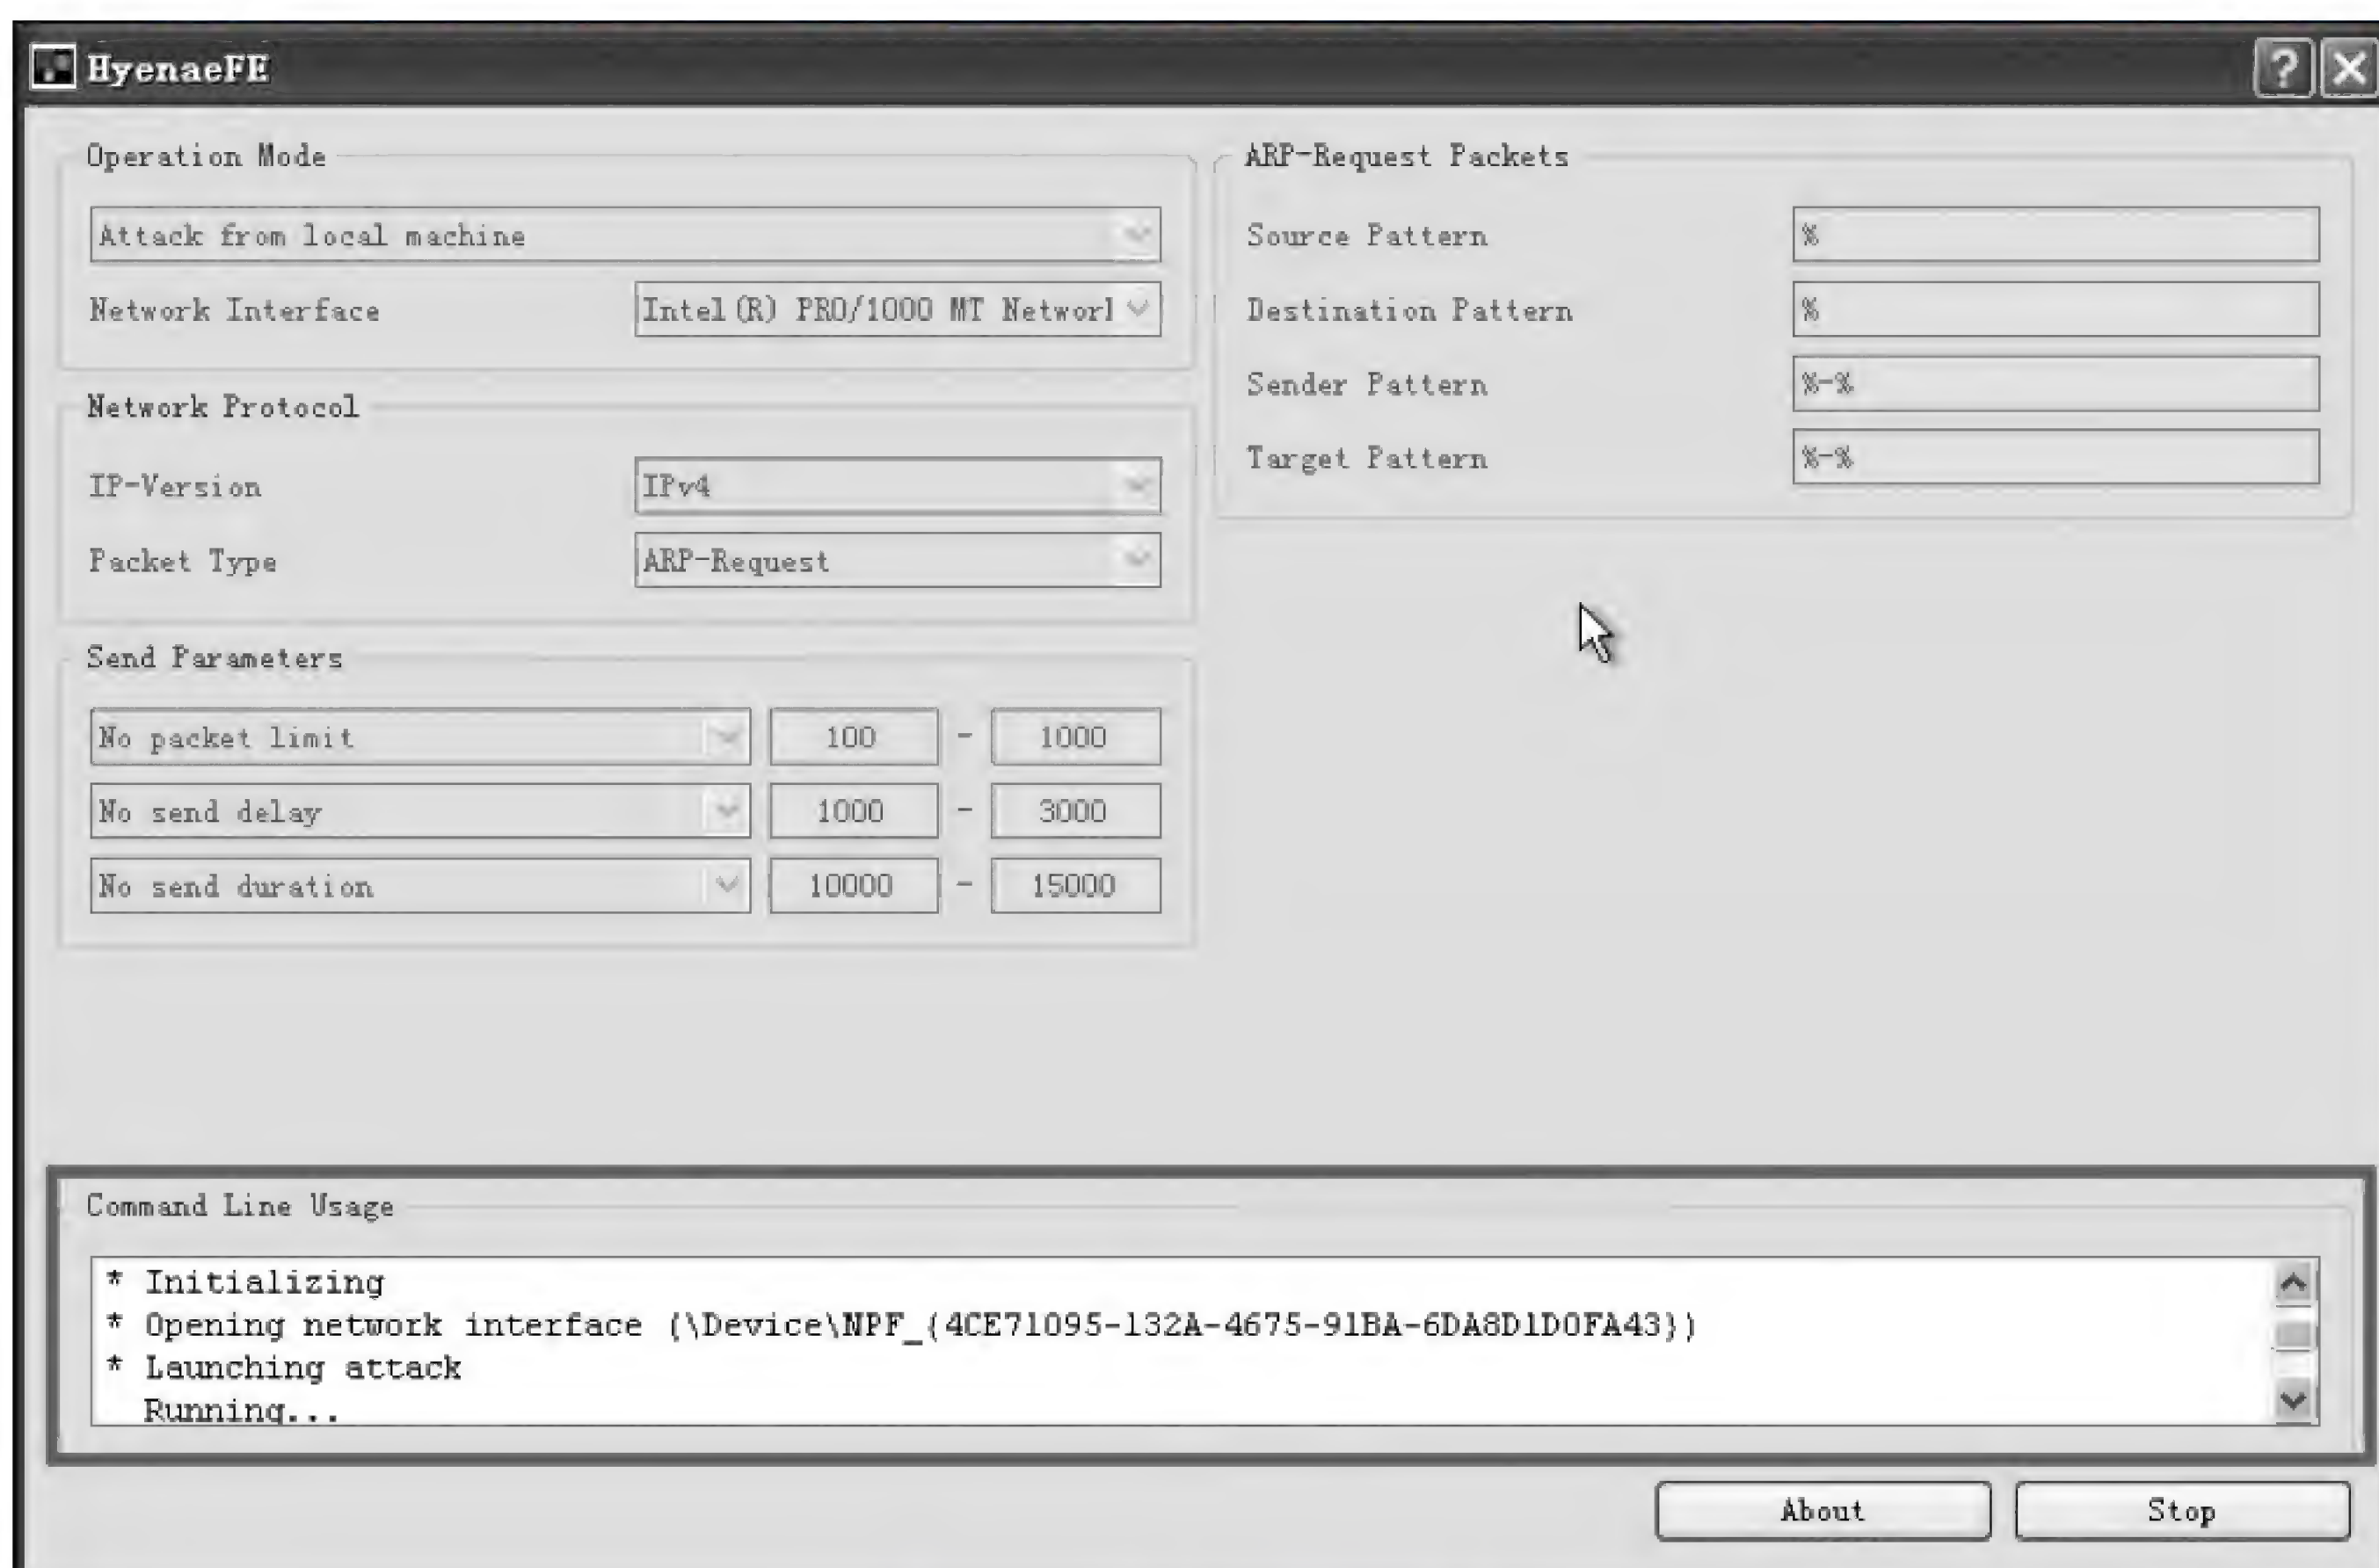 HyenaeFE
Operation Mode
Attack from local machine
Network Interface
Intel(R) PRO/1000 MT Networl
Network Protocol
IP-Version
IPv4
Packet Type
ARP-Request
Send Parameters
No packet limit
100 - 1000
No send delay
1000 - 3000
No send duration
10000 - 15000
ARP-Request Packets
Source Pattern
%
Destination Pattern
%
Sender Pattern
%-%
Target Pattern
%-%
Command Line Usage
* Initializing
* Opening network interface (\Device\NPF_{4CE71095-132A-4675-91BA-6DA8D1D0FA43})
* Launching attack
Running...
About
Stop